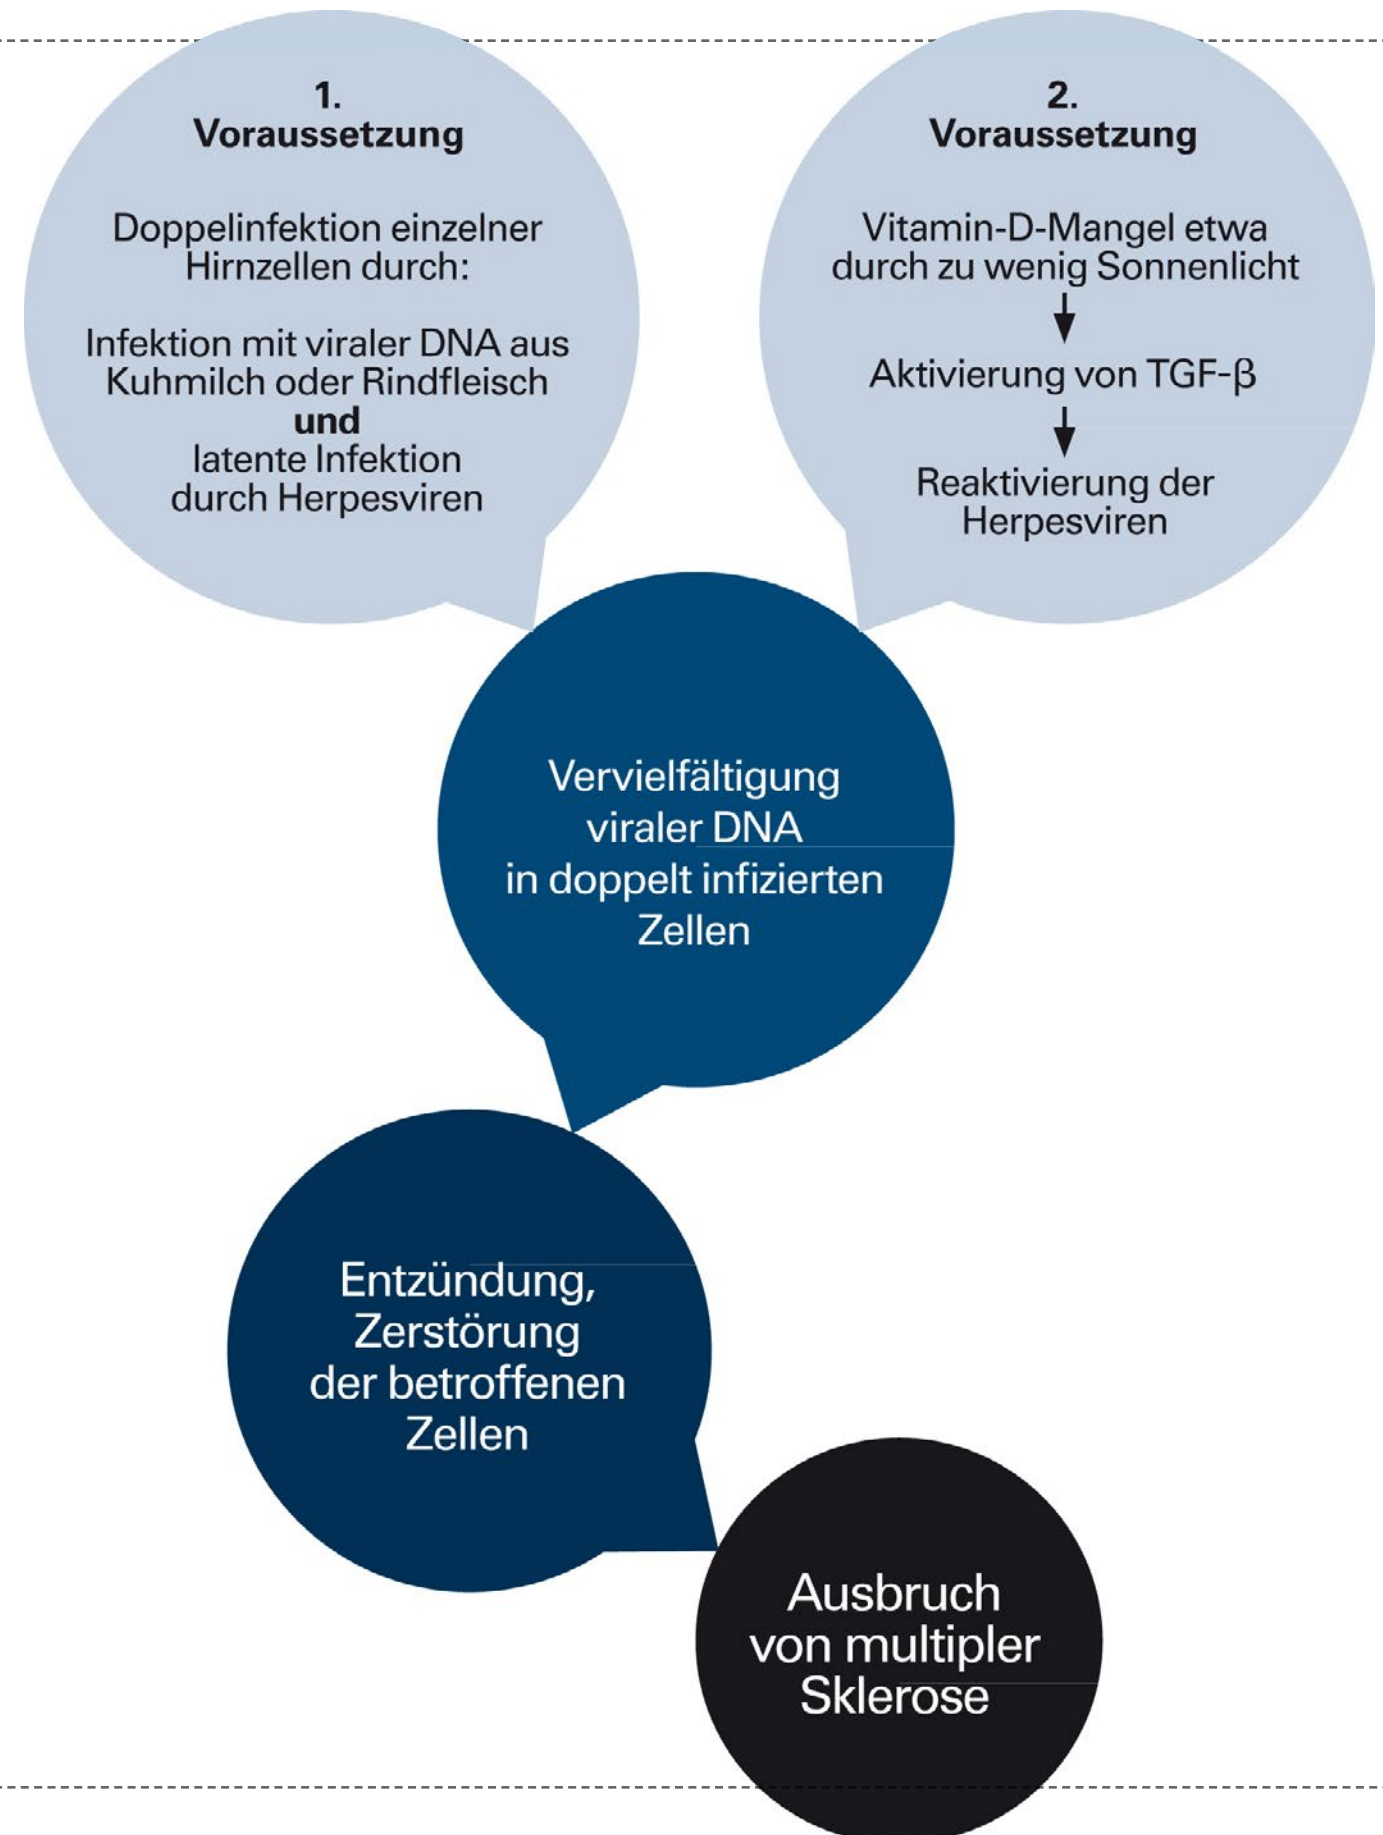 1.
Voraussetzung
Doppelinfektion einzelner
Hirnzellen durch:
Infektion mit viraler DNA aus
Kuhmilch oder Rindfleisch
und
latente Infektion
durch Herpesviren
2.
Voraussetzung
Vitamin-D-Mangel etwa
durch zu wenig Sonnenlicht
Aktivierung von TGF-β
Reaktivierung der
Herpesviren
Vervielfältigung
viraler DNA
in doppelt infizierten
Zellen
Entzündung,
Zerstörung
der betroffenen
Zellen
Ausbruch
von multipler
Sklerose